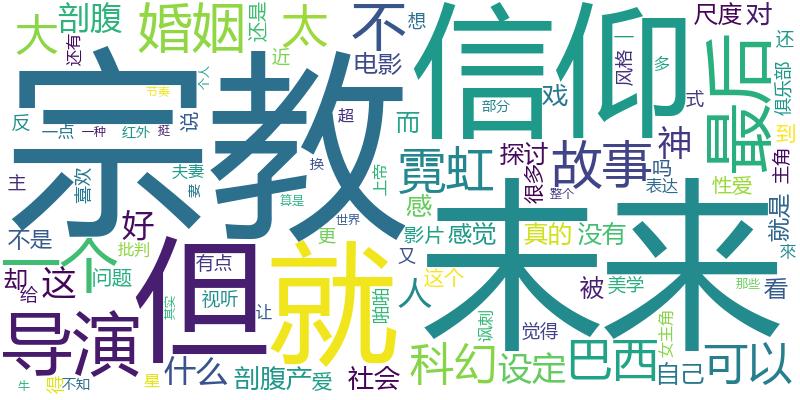 大 剖腹 婚姻 还是 太 不 想 信仰 尺度 对
还有 近 电影 风格 一 多 最后 还
宗教 超 而 戏 式 俱乐部
反 一点 一种 红外 挺 说 到
喜欢 霓虹 探讨 故事 神 主角
主 夫妻 妻 换 上帝 很多 吗
算是 感 整个 表达 性爱
不是 好 世界 未来 就是
一个 但 就 更 影片 感觉 真的 没有 來
却 这 问题 批判 有点 又 那些
给 视听 这个 人 被 美学 看
导演 其实 让 啪啪 讽刺 觉得 女主角
得 什么 剖腹产 爱 社会 科幻 设定 巴西 自己 可以
牛 不知 星
节奏 个人 部分